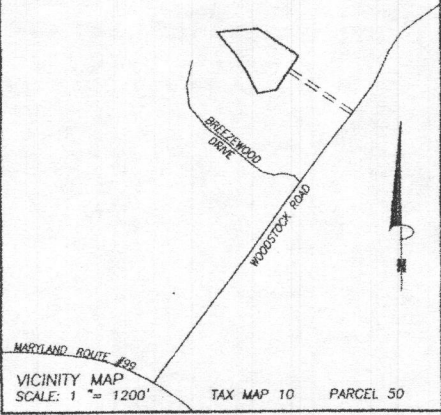 BREEZEWOOD
DRIVE
WOODSTOCK ROAD
N
MARYLAND ROUTE #99
VICINITY MAP
SCALE: 1 "= 1200' TAX MAP 10 PARCEL 50